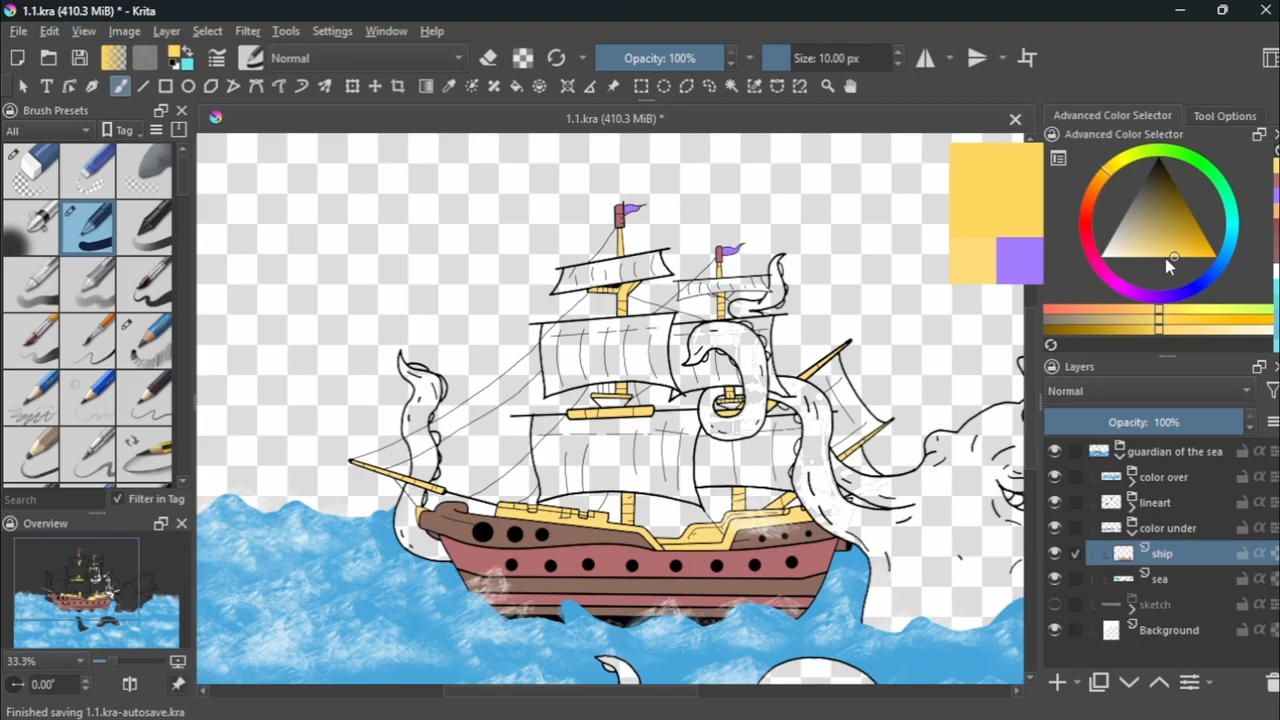 1.1.kra (410.3 MiB) * - Krita
File Edit View Image Layer Select Filter Tools Settings Window Help
Normal Opacity: 100% Size: 10.00 px
Brush Presets
All Tag
1.1.kra (410.3 MiB) *
Advanced Color Selector Tool Options
Advanced Color Selector
Layers
Normal
Opacity: 100%
guardian of the sea
color over
lineart
color under
ship
sea
sketch
Background
Search Filter in Tag
Overview
33.3%
0.00°
Finished saving 1.1.kra-autosave.kra